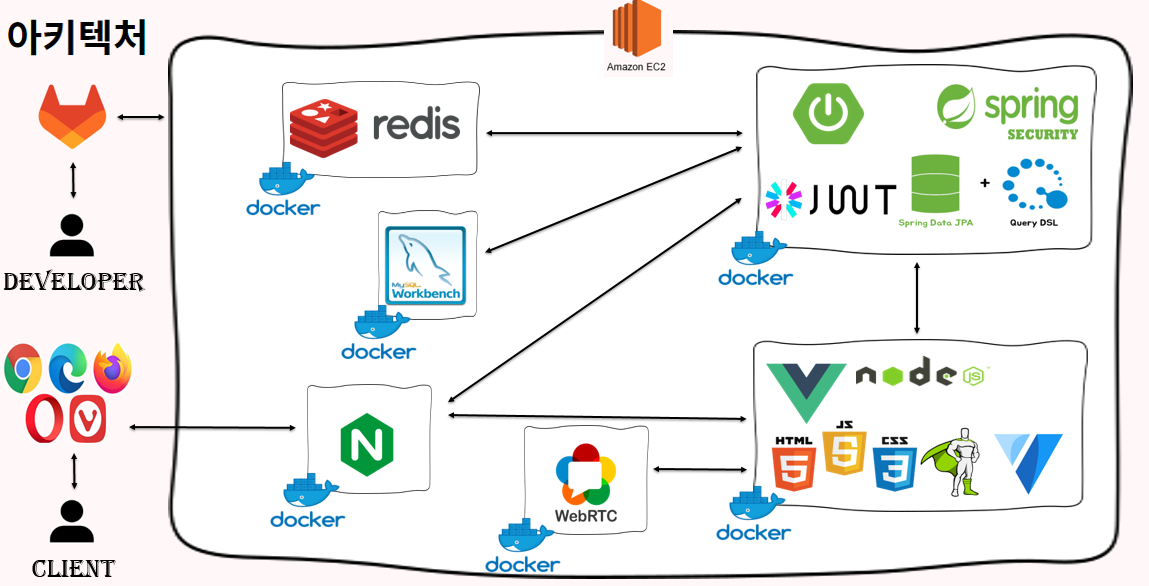 아키텍처
Amazon EC2
redis
spring
SECURITY
docker
JWT
+
Spring Data JPA
Query DSL
docker
DEVELOPER
MySQL
Workbench
docker
node
JS
JS
HTML
5
5
CSS
3
N
WebRTC
docker
docker
docker
CLIENT